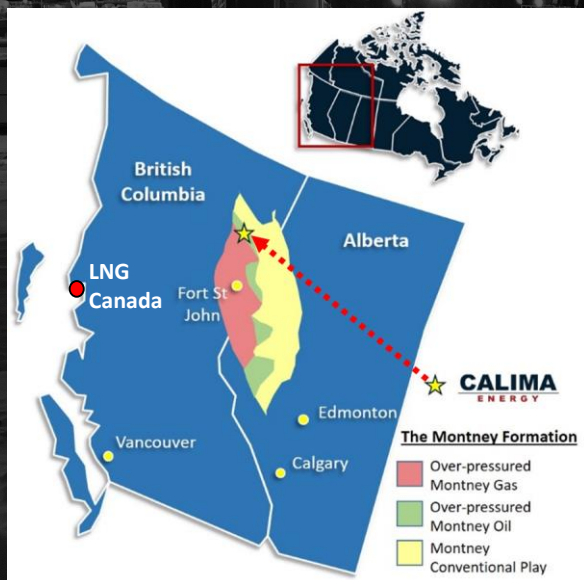 British
Columbia
Alberta
LNG
Canada
Fort St
John
CALIMA
ENERGY
Edmonton
The Montney Formation
Vancouver
Calgary
Over-pressured
Montney Gas
Over-pressured
Montney Oil
Montney
Conventional Play